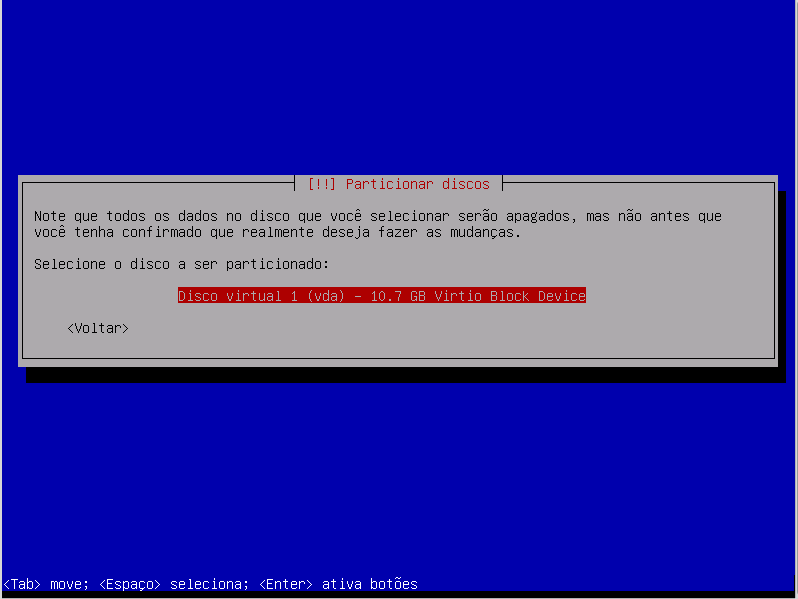 [!!] Particionar discos
Note que todos os dados no disco que você selecionar serão apagados, mas não antes que
você tenha confirmado que realmente deseja fazer as mudanças.
Selecione o disco a ser particionado:
Disco virtual 1 (vda) - 10.7 GB Virtio Block Device
<Voltar>
<Tab> move; <Espaço> seleciona; <Enter> ativa botões